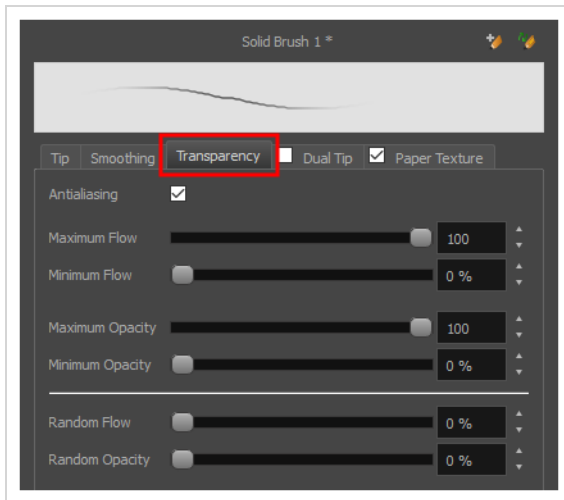 Solid Brush 1 *
Tip Smoothing Transparency Dual Tip Paper Texture
Antialiasing
Maximum Flow 100
Minimum Flow 0 %
Maximum Opacity 100
Minimum Opacity 0 %
Random Flow 0 %
Random Opacity 0 %